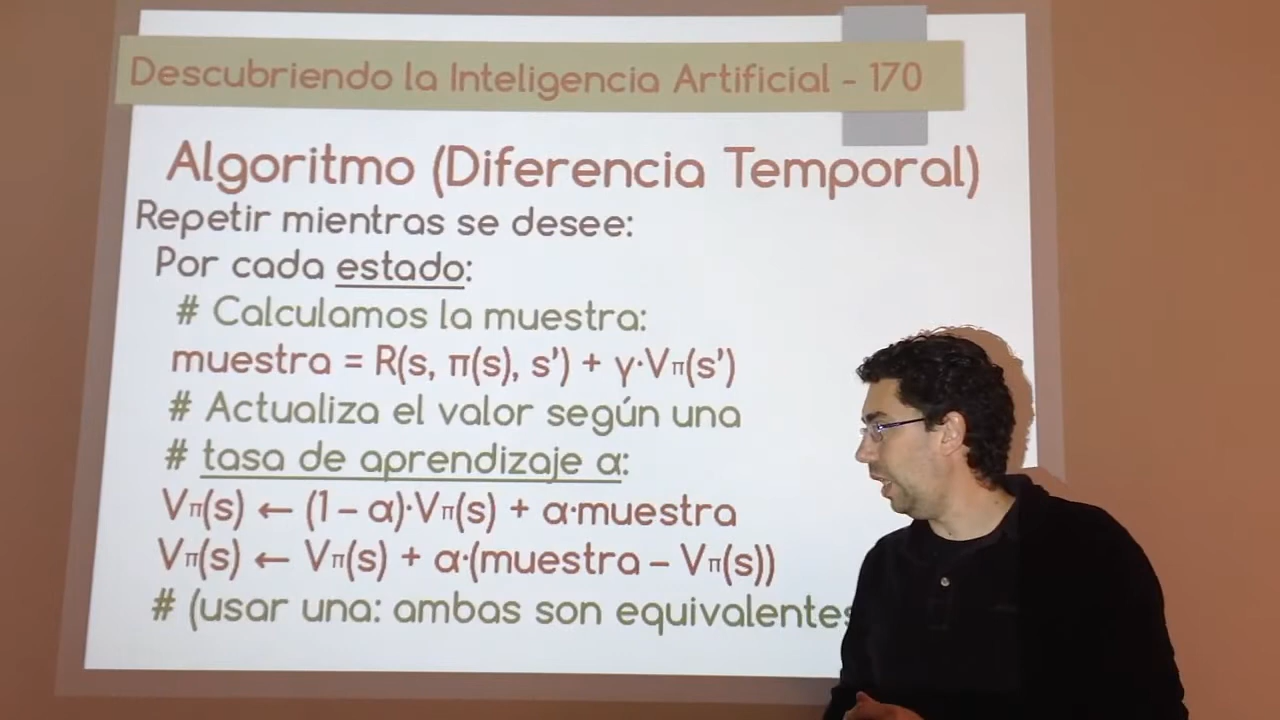 Descubriendo la Inteligencia Artificial - 170
Algoritmo (Diferencia Temporal)
Repetir mientras se desee:
Por cada estado:
# Calculamos la muestra:
muestra = R(s, π(s), s') + γ·Vπ(s')
# Actualiza el valor según una
# tasa de aprendizaje α:
Vπ(s) ← (1 – α)·Vπ(s) + α·muestra
Vπ(s) ← Vπ(s) + α·(muestra – Vπ(s))
# (usar una: ambas son equivalentes